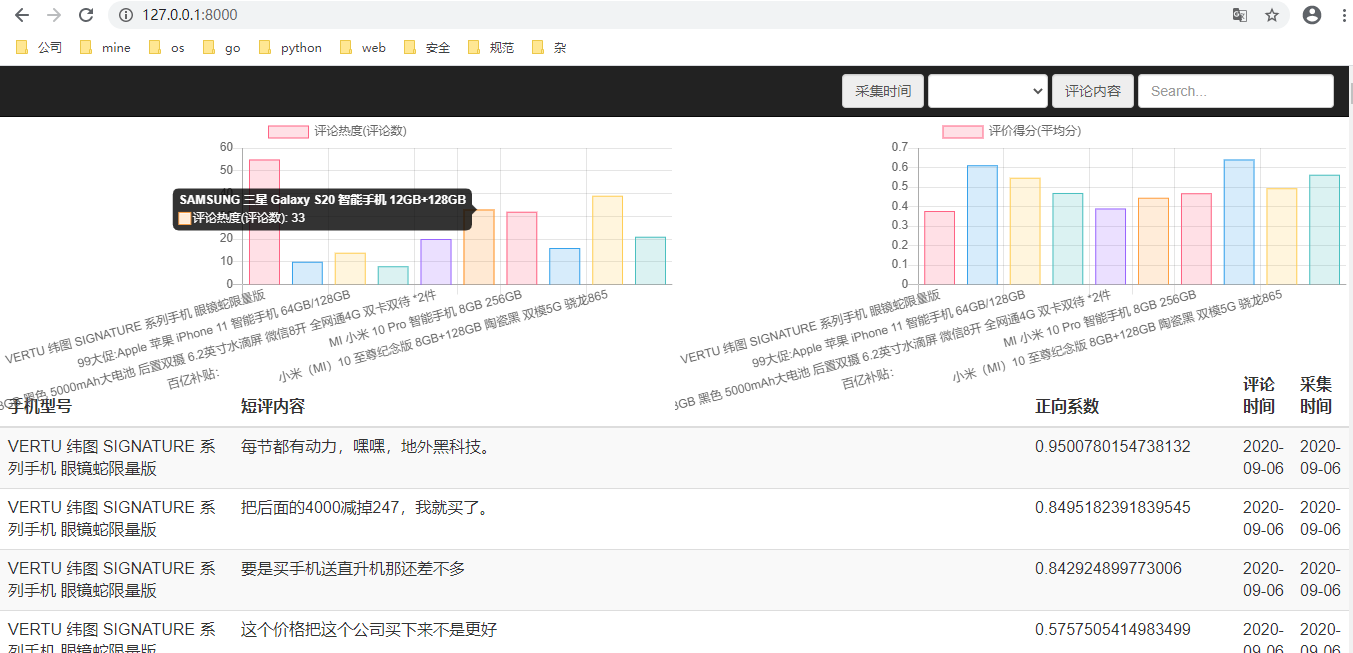 127.0.0.1:8000
公司 mine os go python web 安全 规范 杂
采集时间 评论内容 Search...
评论热度(评论数)
60
50
40
20
10
0
SAMSUNG 三星 Galaxy S20 智能手机 12GB+128GB
评论热度(评论数): 33
VERTU 纬图 SIGNATURE 系列手机 眼镜蛇限量版
99大促:Apple 苹果 iPhone 11 智能手机 64GB/128GB
3GB 黑色 5000mAh大电池 后置双摄 6.2英寸水滴屏 微信8开 全网通4G 双卡双待 *2件
百亿补贴：
MI 小米 10 Pro 智能手机 8GB 256GB
小米（MI）10 至尊纪念版 8GB+128GB 陶瓷黑 双模5G 骁龙865
评价得分(平均分)
0.7
0.6
0.5
0.4
0.3
0.2
0.1
0
VERTU 纬图 SIGNATURE 系列手机 眼镜蛇限量版
99大促:Apple 苹果 iPhone 11 智能手机 64GB/128GB
3GB 黑色 5000mAh大电池 后置双摄 6.2英寸水滴屏 微信8开 全网通4G 双卡双待 *2件
百亿补贴：
MI 小米 10 Pro 智能手机 8GB 256GB
小米（MI）10 至尊纪念版 8GB+128GB 陶瓷黑 双模5G 骁龙865
手机型号 短评内容 正向系数 评论 采集
时间 时间
VERTU 纬图 SIGNATURE 系 每节都有动力，嘿嘿，地外黑科技。 0.9500780154738132 2020- 2020-
列手机 眼镜蛇限量版 09-06 09-06
VERTU 纬图 SIGNATURE 系 把后面的4000减掉247，我就买了。 0.8495182391839545 2020- 2020-
列手机 眼镜蛇限量版 09-06 09-06
VERTU 纬图 SIGNATURE 系 要是买手机送直升机那还差不多 0.842924899773006 2020- 2020-
列手机 眼镜蛇限量版 09-06 09-06
VERTU 纬图 SIGNATURE 系 这个价格把这个公司买下来不是更好 0.5757505414983499 2020- 2020-
列手机 眼镜蛇限量版 09-06 09-06